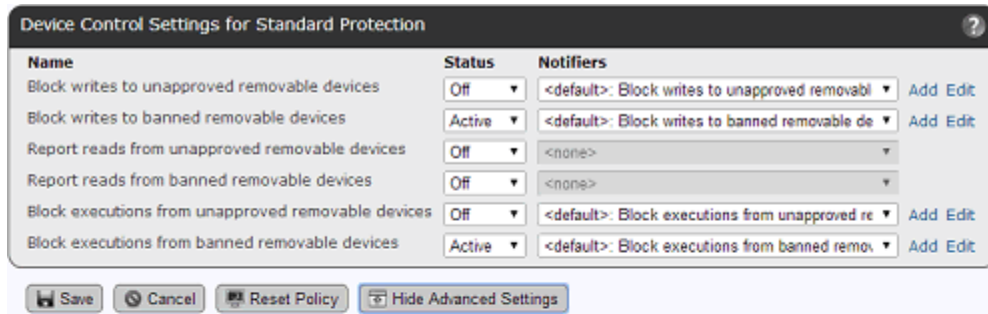 Device Control Settings for Standard Protection ?
Name Status Notifiers
Block writes to unapproved removable devices Off <default>: Block writes to unapproved removabl Add Edit
Block writes to banned removable devices Active <default>: Block writes to banned removable de Add Edit
Report reads from unapproved removable devices Off <none>
Report reads from banned removable devices Off <none>
Block executions from unapproved removable devices Off <default>: Block executions from unapproved re Add Edit
Block executions from banned removable devices Active <default>: Block executions from banned remov Add Edit
Save Cancel Reset Policy Hide Advanced Settings